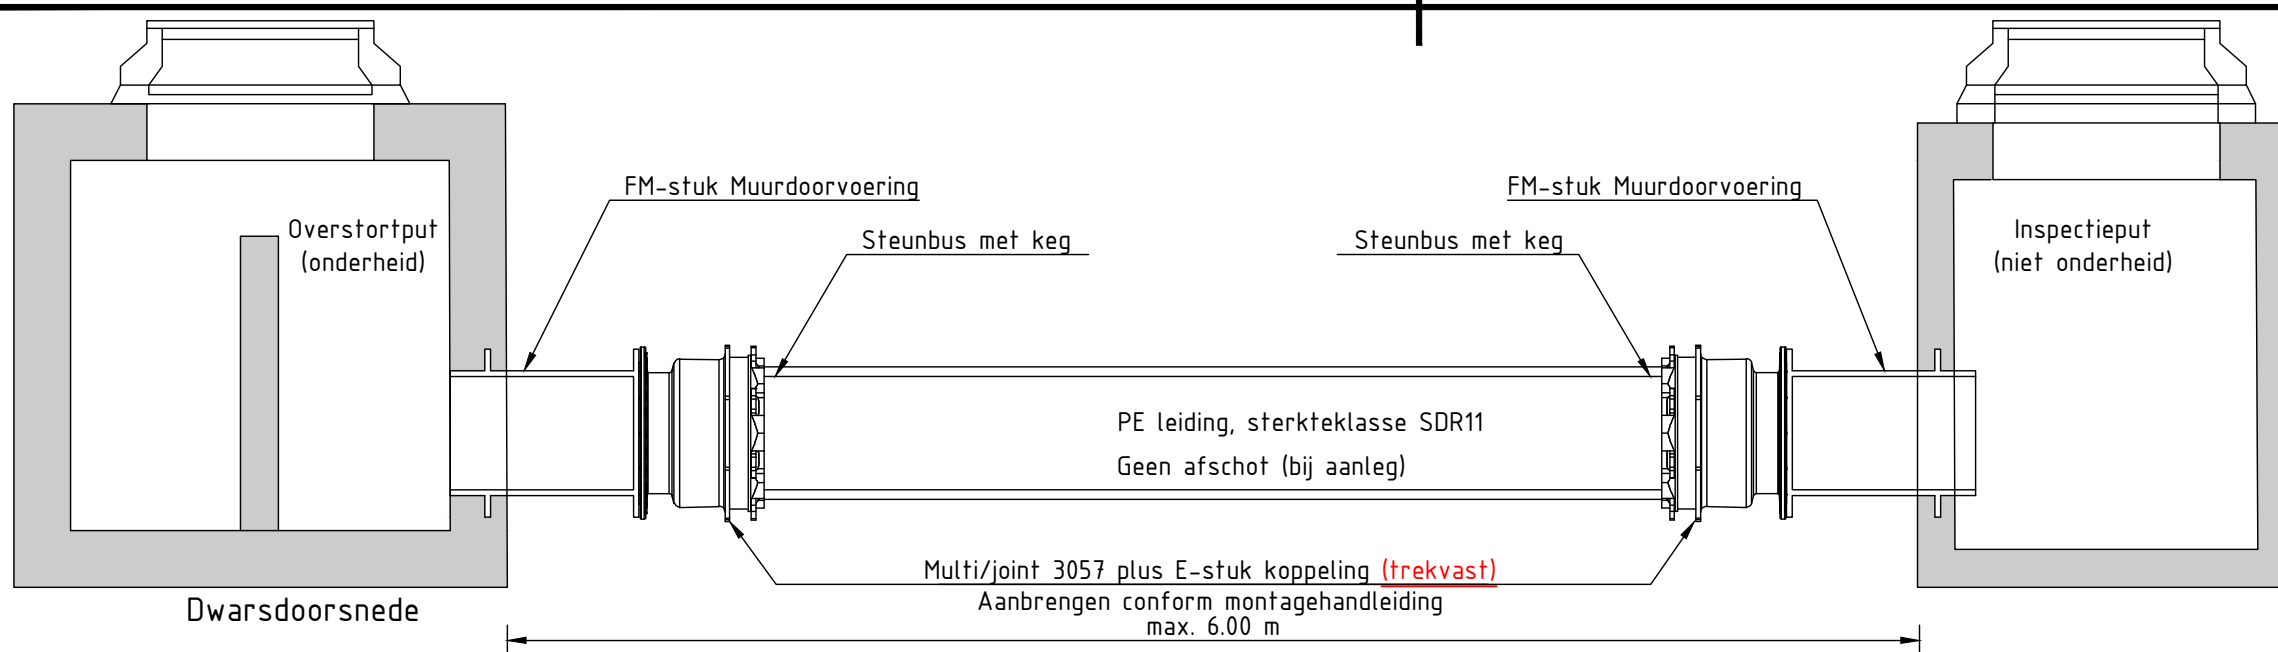 FM-stuk Muurdoorvoering
FM-stuk Muurdoorvoering
Overstortput
(onderheid)
Steunbus met keg
Steunbus met keg
Inspectieput
(niet onderheid)
PE leiding, sterkteklasse SDR11
Geen afschot (bij aanleg)
Multi/joint 3057 plus E-stuk koppeling (trekvast)
Aanbrengen conform montagehandleiding
Dwarsdoorsnede
max. 6.00 m